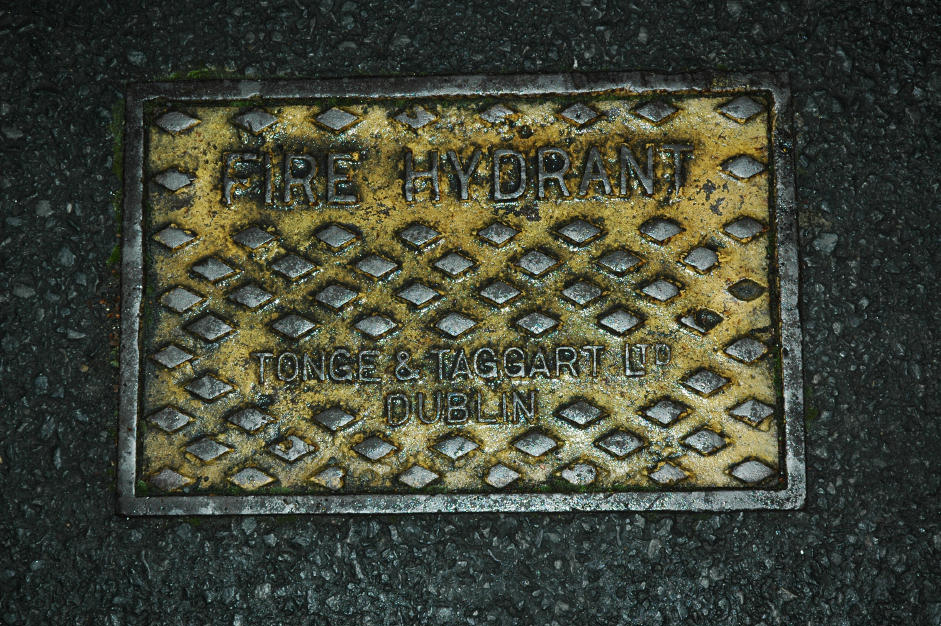 FIRE HYDRANT
TONGE & TAGGART LTD
DUBLIN